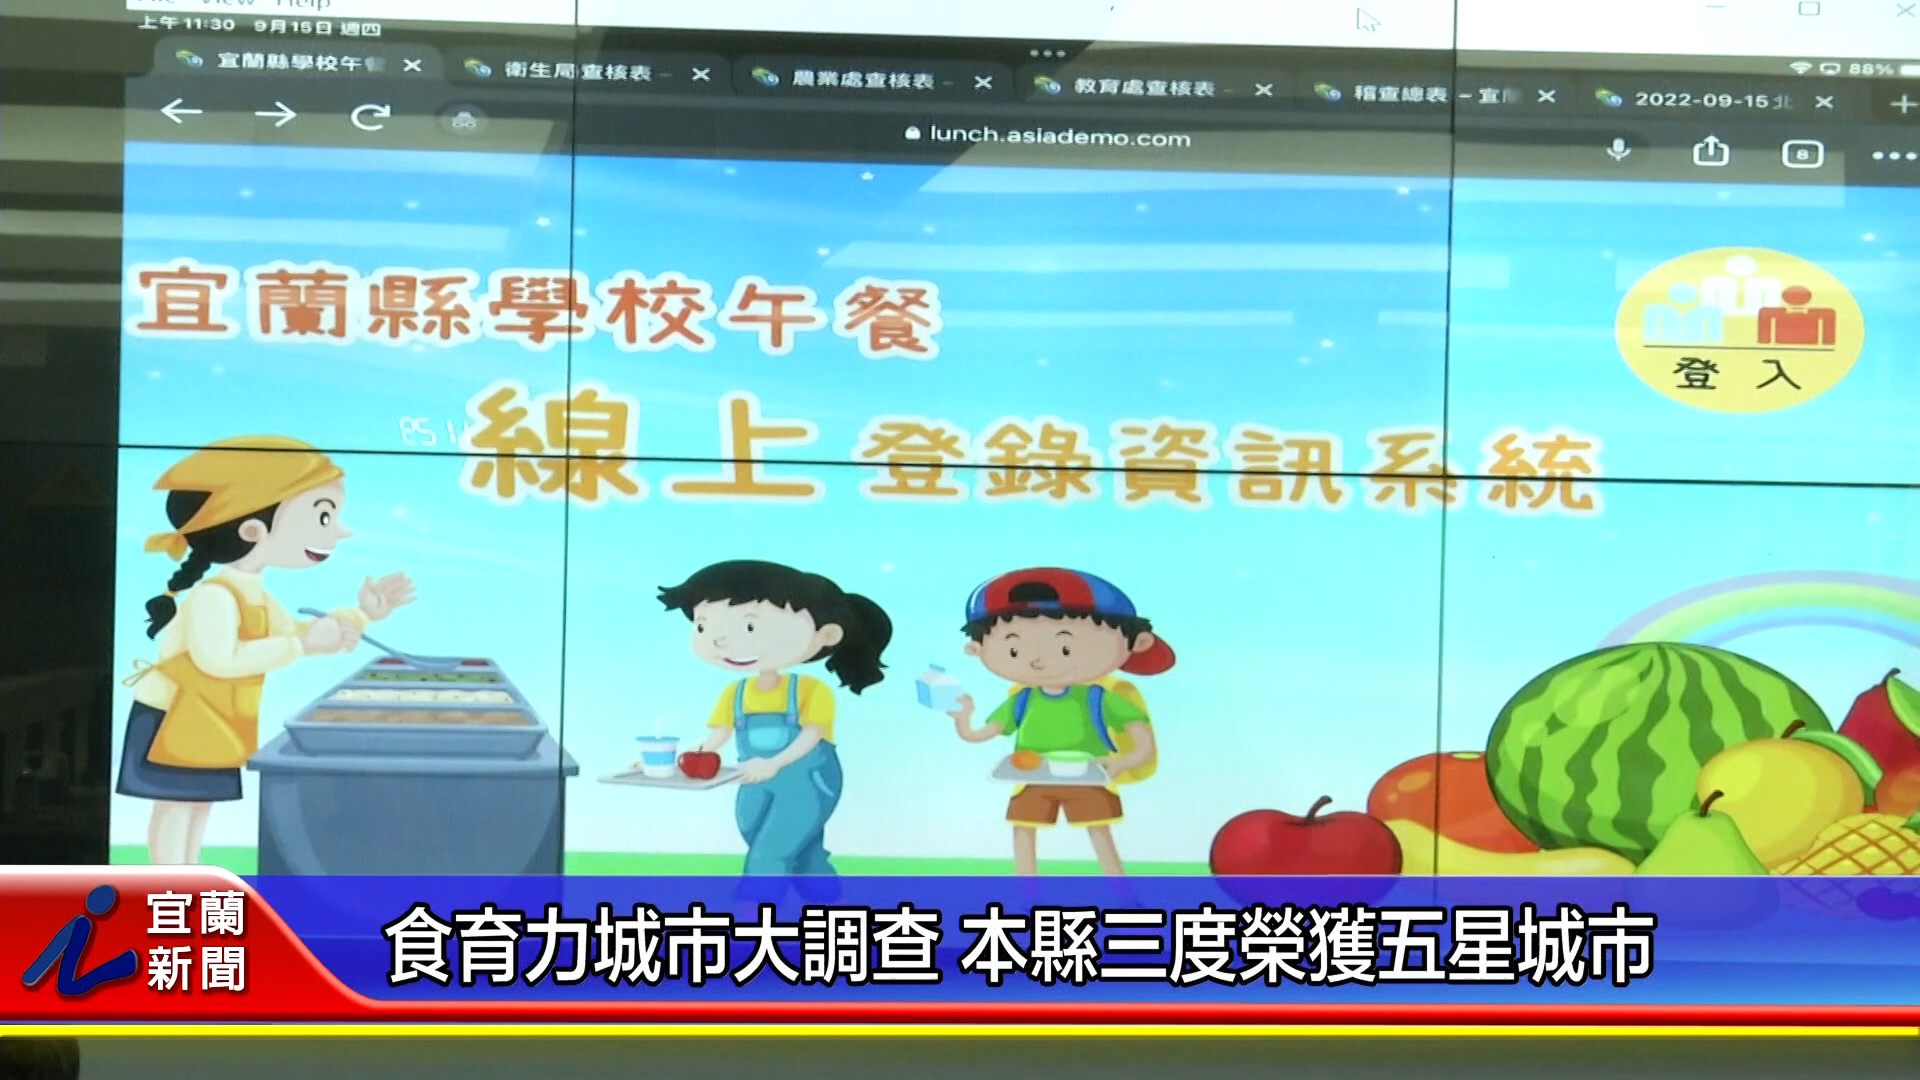 View Help
上午11:30 9月15日 週四
88%
宜蘭縣學校午
衛生局查核表 -
農業處查核表 -
教育處查核表 -
稽查總表 - 宜
2022-09-15 北
lunch.asiademo.com
8
宜蘭縣學校午餐
登入
線上登錄資訊系統
宜蘭
新聞
食育力城市大調查 本縣三度榮獲五星城市